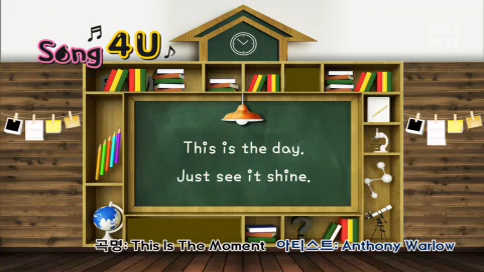 Song 4U
This is the day.
Just see it shine.
곡명: This Is The Moment 아티스트: Anthony Warlow